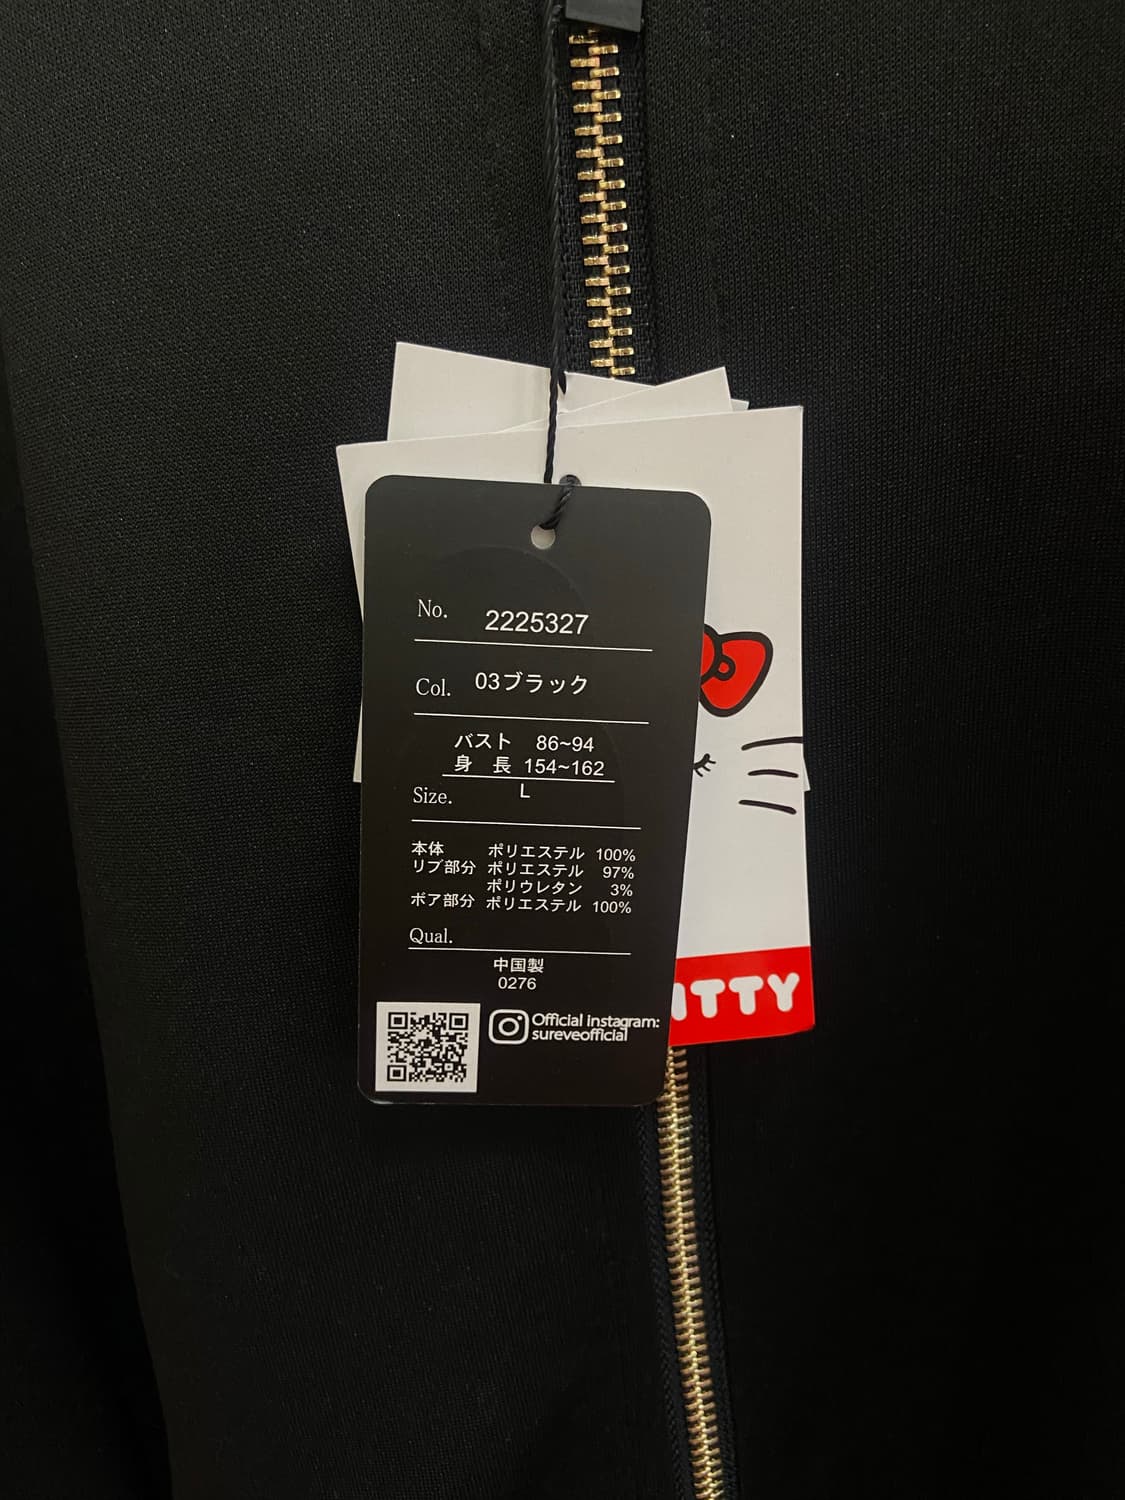 No. 2225327
Col. 03ブラック
バスト 86~94
身 長 154~162
Size. L
本体 ポリエステル 100%
リブ部分 ポリエステル 97%
ポリウレタン 3%
ボア部分 ポリエステル 100%
Qual.
中国製
0276
Official instagram:
sureveofficial
ITTY